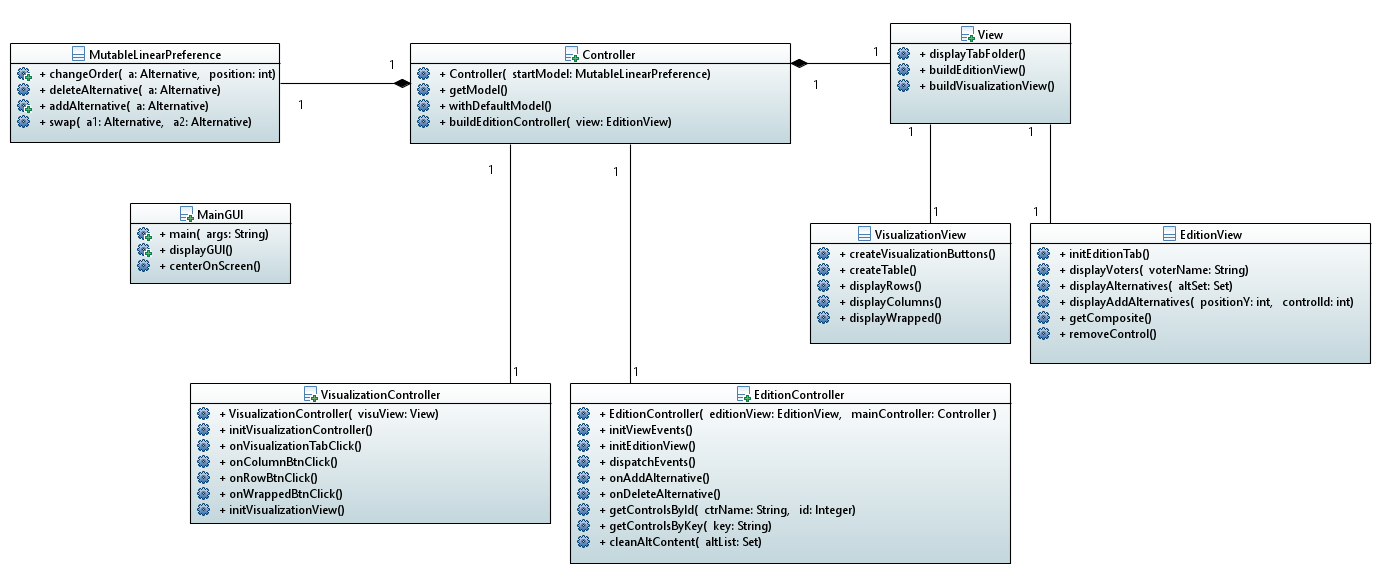 MutableLinearPreference
+ changeOrder( a: Alternative, position: int)
+ deleteAlternative( a: Alternative)
+ addAlternative( a: Alternative)
+ swap( a1: Alternative, a2: Alternative)
1
1
Controller
+ Controller( startModel: MutableLinearPreference)
+ getModel()
+ withDefaultModel()
+ buildEditionController( view: EditionView)
1
1
View
+ displayTabFolder()
+ buildEditionView()
+ buildVisualizationView()
1
1
1
1
1
1
MainGUI
+ main( args: String)
+ displayGUI()
+ centerOnScreen()
VisualizationView
+ createVisualizationButtons()
+ createTable()
+ displayRows()
+ displayColumns()
+ displayWrapped()
EditionView
+ initEditionTab()
+ displayVoters( voterName: String)
+ displayAlternatives( altSet: Set)
+ displayAddAlternatives( positionY: int, controlId: int)
+ getComposite()
+ removeControl()
1
1
VisualizationController
+ VisualizationController( visuView: View)
+ initVisualizationController()
+ onVisualizationTabClick()
+ onColumnBtnClick()
+ onRowBtnClick()
+ onWrappedBtnClick()
+ initVisualizationView()
EditionController
+ EditionController( editionView: EditionView, mainController: Controller )
+ initViewEvents()
+ initEditionView()
+ dispatchEvents()
+ onAddAlternative()
+ onDeleteAlternative()
+ getControlsById( ctrName: String, id: Integer)
+ getControlsByKey( key: String)
+ cleanAltContent( altList: Set)